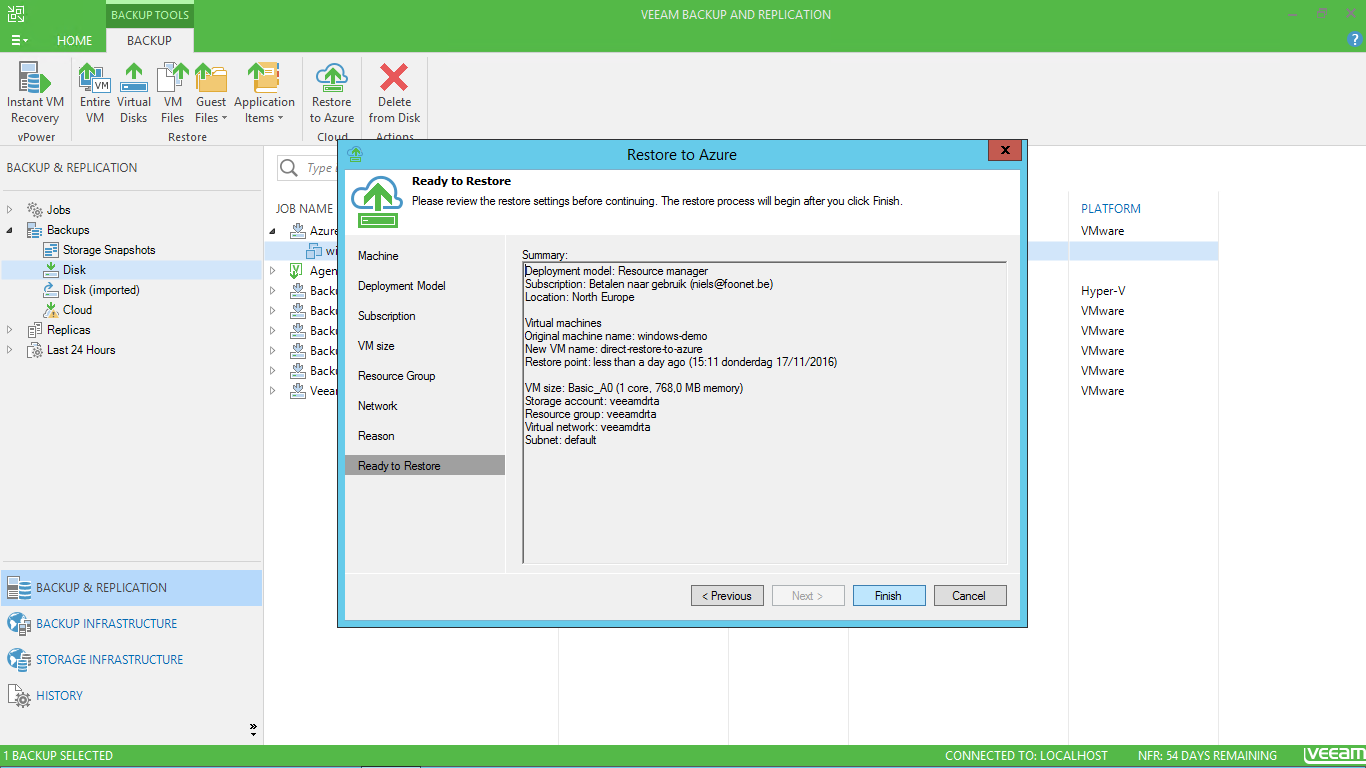 BACKUP TOOLS
VEEAM BACKUP AND REPLICATION
HOME
BACKUP
Instant VM Recovery
Entire VM
Virtual Disks
VM Files
Guest Files
Application Items
Restore to Azure
Delete from Disk
vPower
Restore
Cloud
Actions
BACKUP & REPLICATION
Jobs
Backups
Storage Snapshots
Disk
Disk (imported)
Cloud
Replicas
Last 24 Hours
BACKUP & REPLICATION
BACKUP INFRASTRUCTURE
STORAGE INFRASTRUCTURE
HISTORY
Type
JOB NAME
PLATFORM
Azure
VMware
wi
Agen
Backu
Hyper-V
Backu
VMware
Backu
VMware
Backu
VMware
Backu
VMware
Veea
VMware
Restore to Azure
X
Ready to Restore
Please review the restore settings before continuing. The restore process will begin after you click Finish.
Machine
Deployment Model
Subscription
VM size
Resource Group
Network
Reason
Ready to Restore
Summary:
Deployment model: Resource manager
Subscription: Betalen naar gebruik (niels@foonet.be)
Location: North Europe
Virtual machines
Original machine name: windows-demo
New VM name: direct-restore-to-azure
Restore point: less than a day ago (15:11 donderdag 17/11/2016)
VM size: Basic_A0 (1 core, 768,0 MB memory)
Storage account: veeamdrta
Resource group: veeamdrta
Virtual network: veeamdrta
Subnet: default
< Previous
Next >
Finish
Cancel
1 BACKUP SELECTED
CONNECTED TO: LOCALHOST
NFR: 54 DAYS REMAINING
veeam